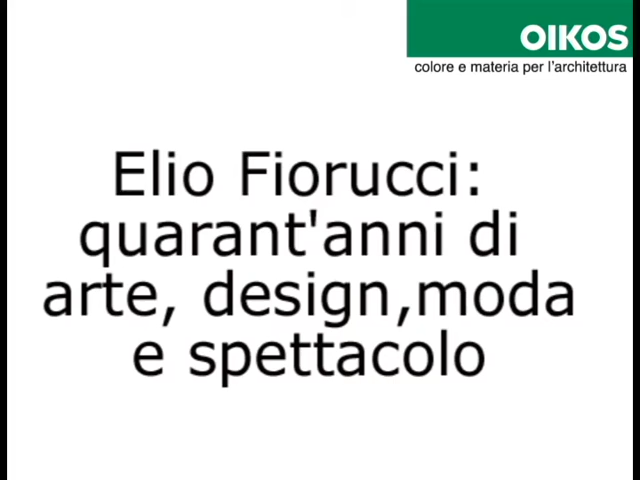 OIKOS
colore e materia per l'architettura
Elio Fiorucci:
quarant'anni di
arte, design,moda
e spettacolo